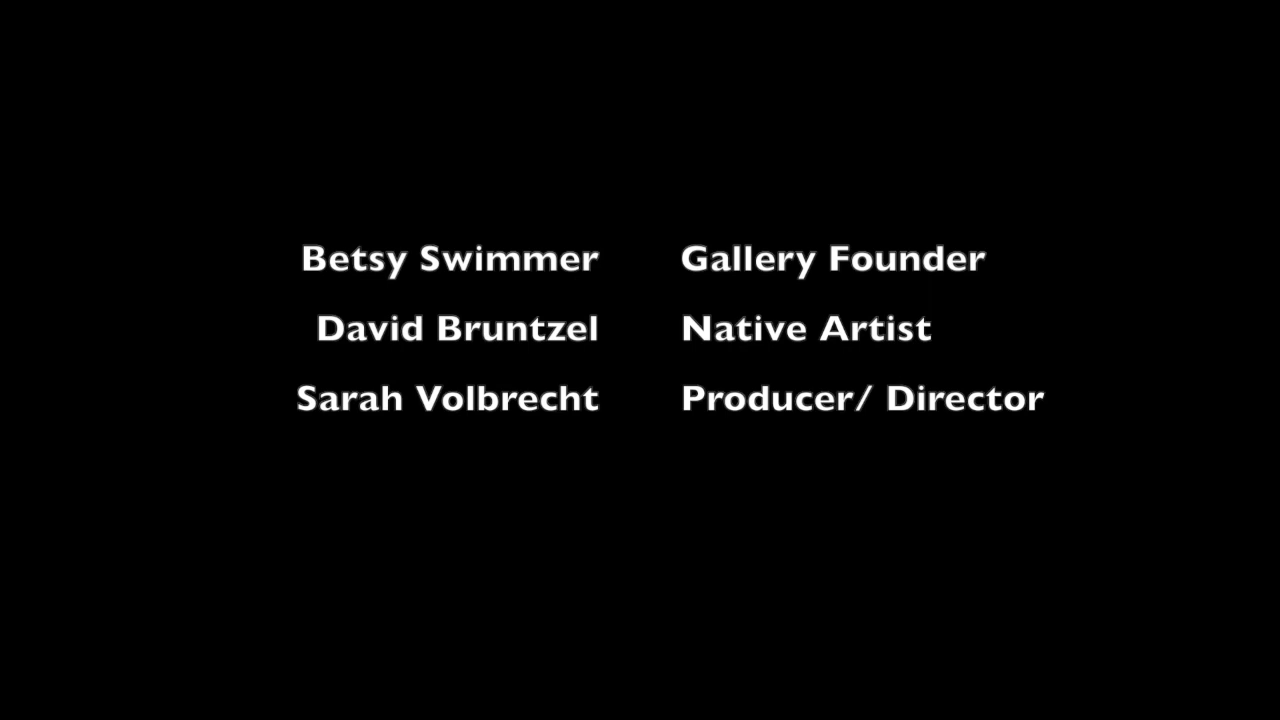 Betsy Swimmer Gallery Founder
David Bruntzel Native Artist
Sarah Volbrecht Producer/ Director